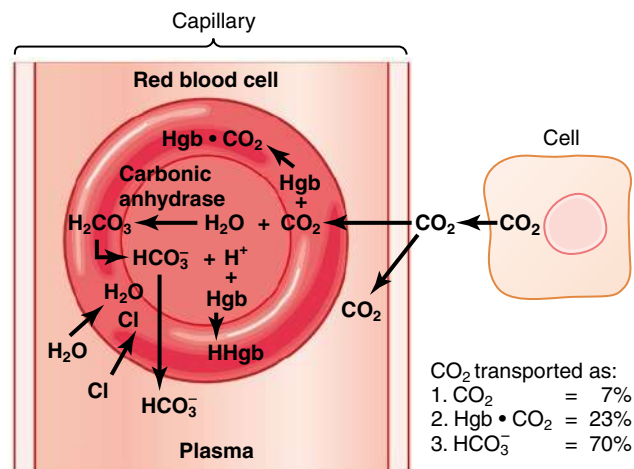 Capillary
Red blood cell
Cell
Hgb • CO₂
Hgb
+
Carbonic
anhydrase
H₂CO₃
H₂O + CO₂
CO₂
CO₂
HCO₃⁻ + H⁺
+
Hgb
H₂O
Cl
CO₂
H₂O
HHgb
Cl
HCO₃⁻
Plasma
CO₂ transported as:
1. CO₂ = 7%
2. Hgb • CO₂ = 23%
3. HCO₃⁻ = 70%